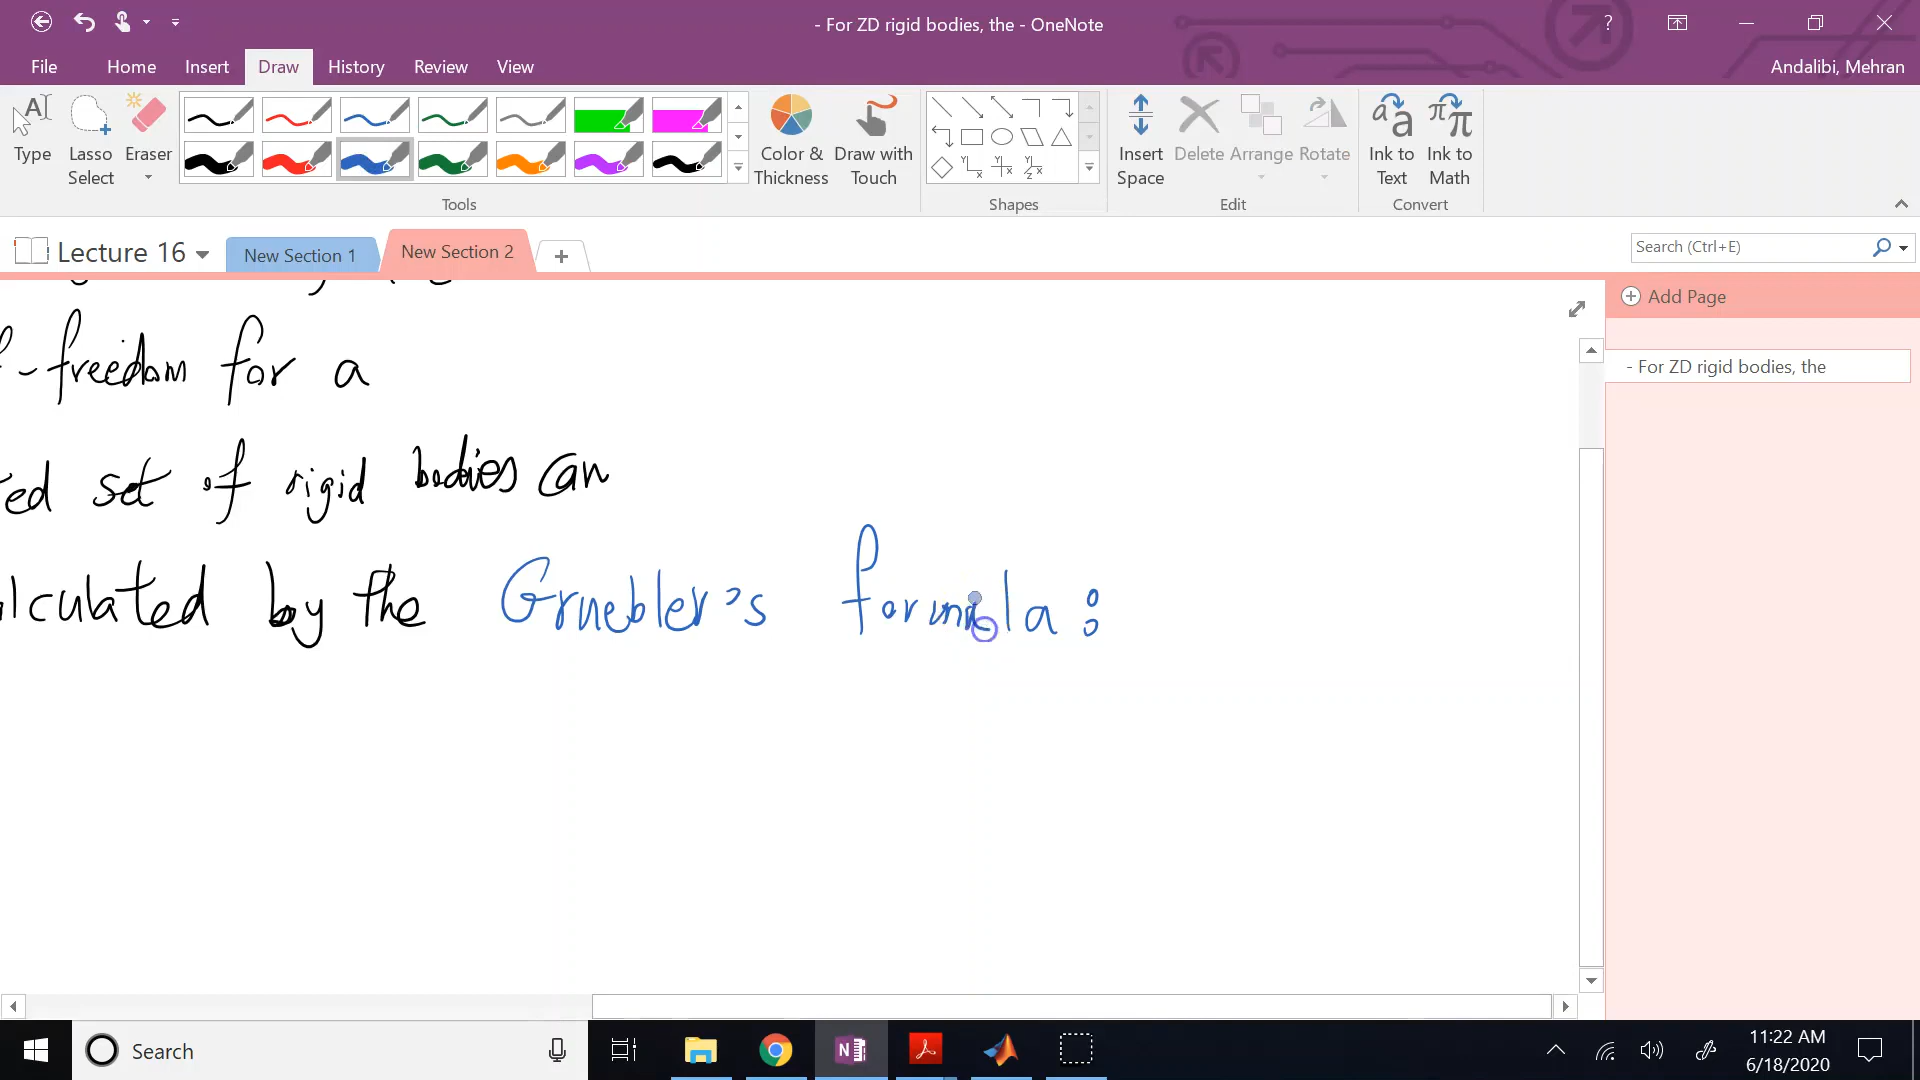 - For ZD rigid bodies, the - OneNote
?
File Home Insert Draw History Review View
Andalibi, Mehran
Type
Lasso Select
Eraser
Color & Thickness
Draw with Touch
Insert Space
Delete Arrange Rotate
Ink to Text
Ink to Math
Tools
Shapes
Edit
Convert
Lecture 16
New Section 1
New Section 2
Search (Ctrl+E)
Add Page
- For ZD rigid bodies, the
f-freedom for a
ted set of rigid bodies can
alculated by the Gruebler's formula:
Search
11:22 AM
6/18/2020